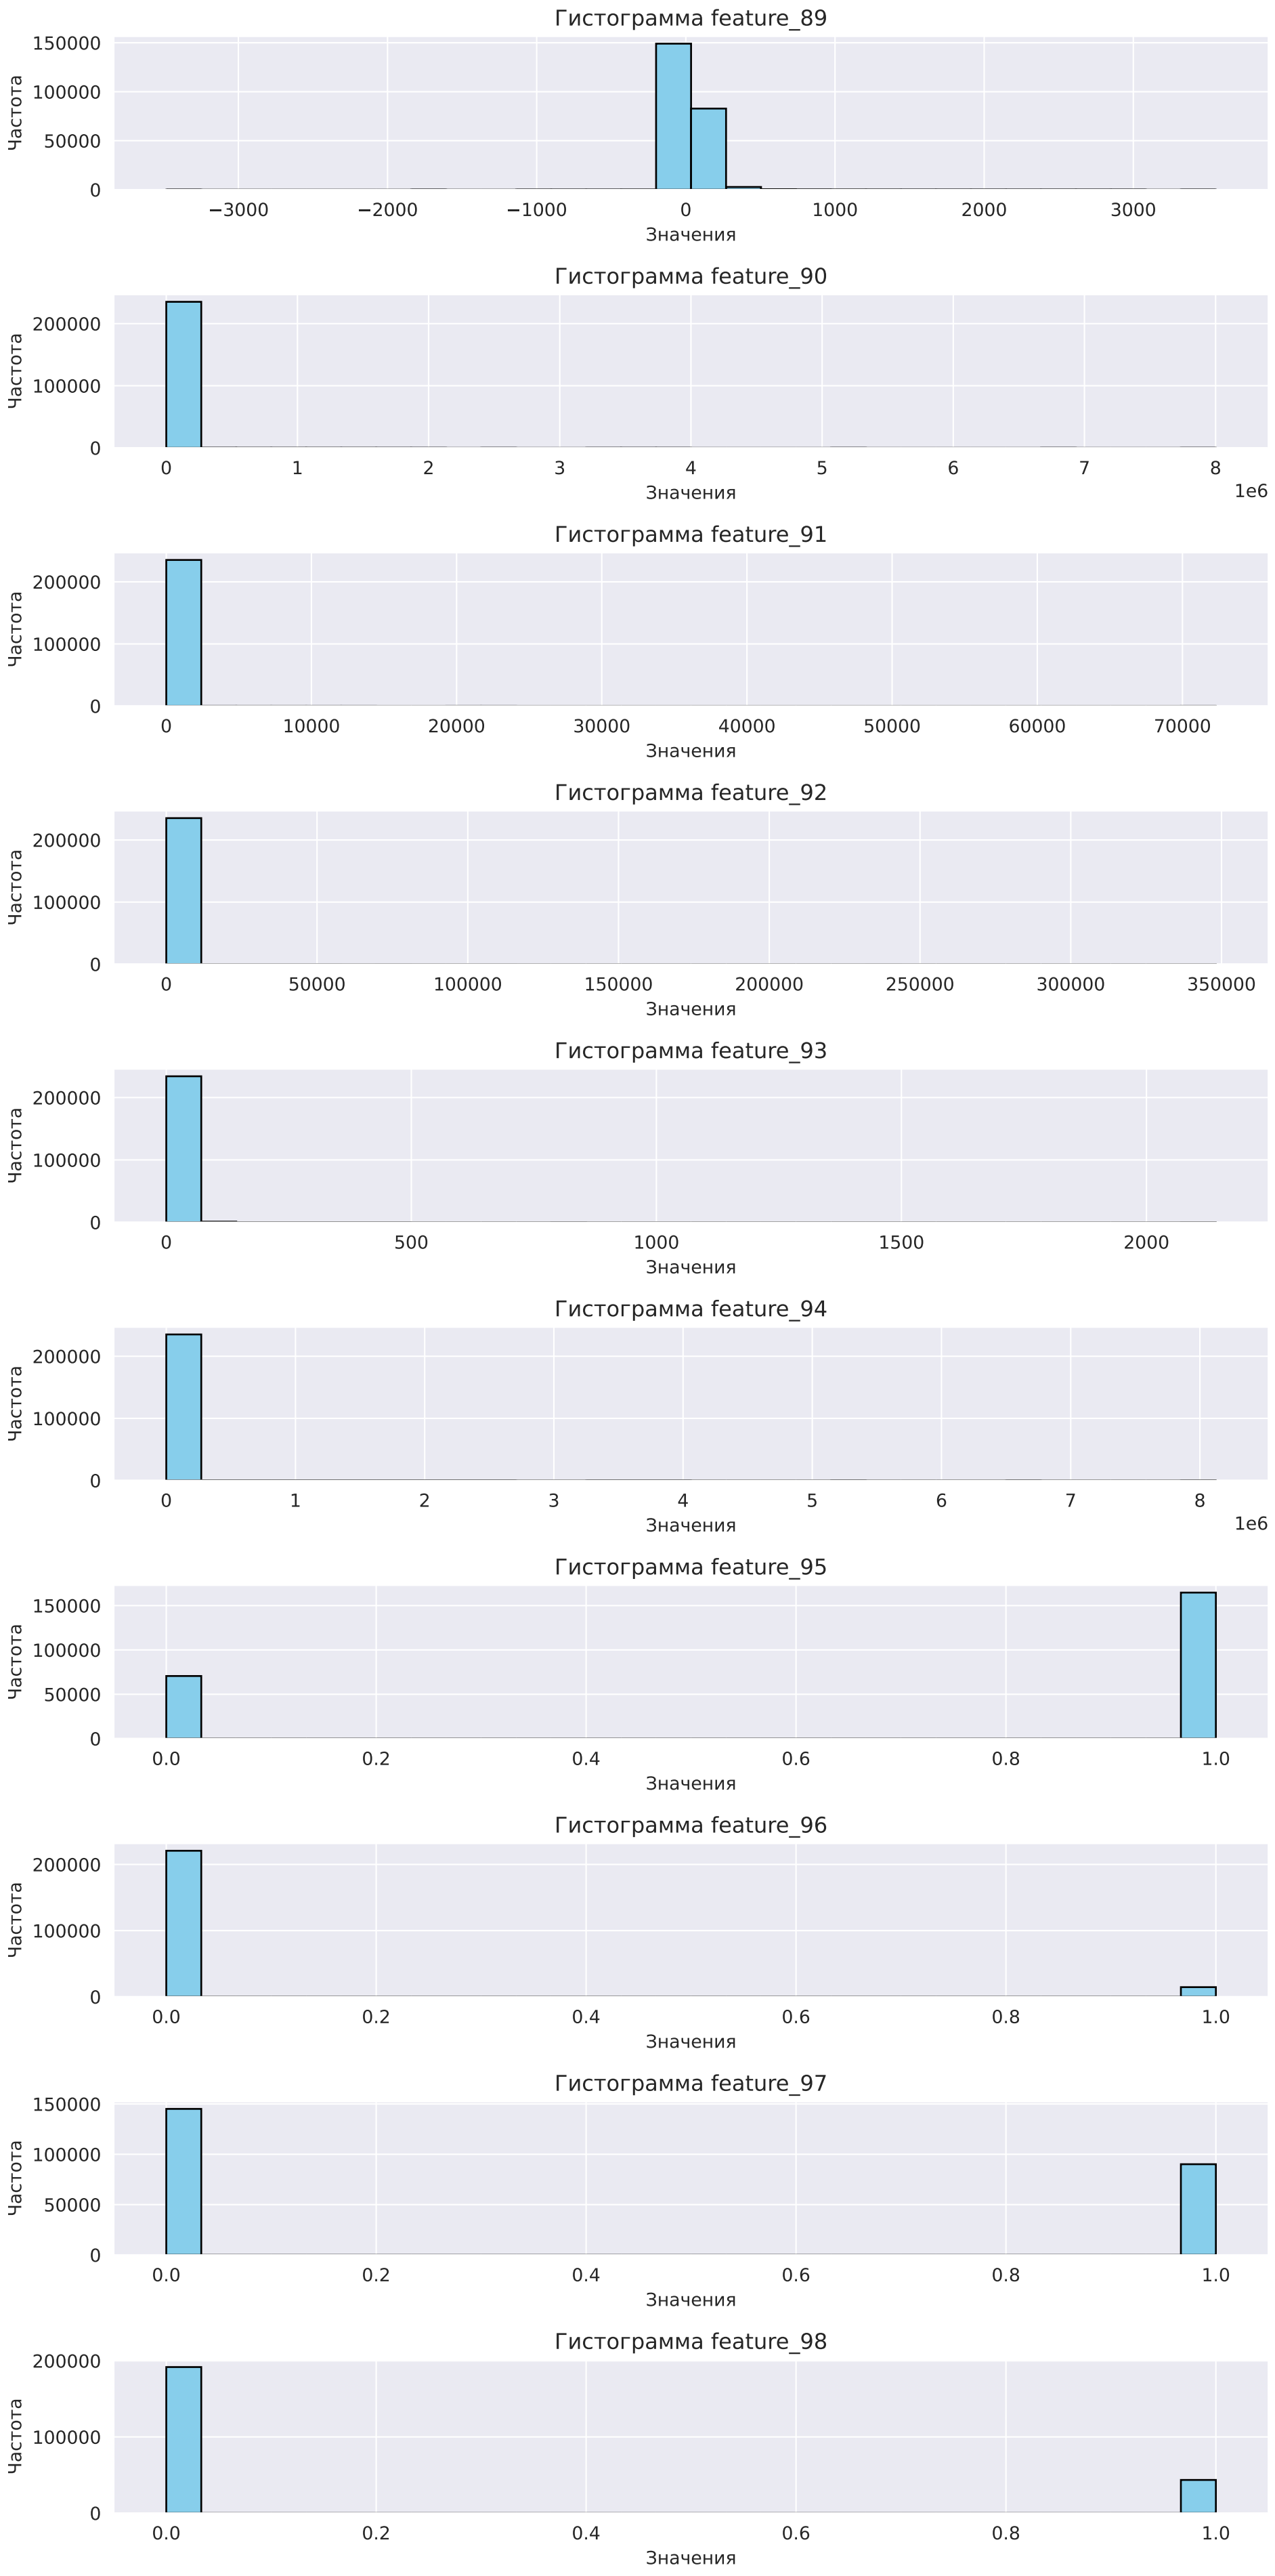 Гистограмма feature_89
150000
100000
50000
0
Частота
−3000 −2000 −1000 0 1000 2000 3000
Значения
Гистограмма feature_90
200000
100000
0
Частота
0 1 2 3 4 5 6 7 8
1e6
Значения
Гистограмма feature_91
200000
100000
0
Частота
0 10000 20000 30000 40000 50000 60000 70000
Значения
Гистограмма feature_92
200000
100000
0
Частота
0 50000 100000 150000 200000 250000 300000 350000
Значения
Гистограмма feature_93
200000
100000
0
Частота
0 500 1000 1500 2000
Значения
Гистограмма feature_94
200000
100000
0
Частота
0 1 2 3 4 5 6 7 8
1e6
Значения
Гистограмма feature_95
150000
100000
50000
0
Частота
0.0 0.2 0.4 0.6 0.8 1.0
Значения
Гистограмма feature_96
200000
100000
0
Частота
0.0 0.2 0.4 0.6 0.8 1.0
Значения
Гистограмма feature_97
150000
100000
50000
0
Частота
0.0 0.2 0.4 0.6 0.8 1.0
Значения
Гистограмма feature_98
200000
100000
0
Частота
0.0 0.2 0.4 0.6 0.8 1.0
Значения